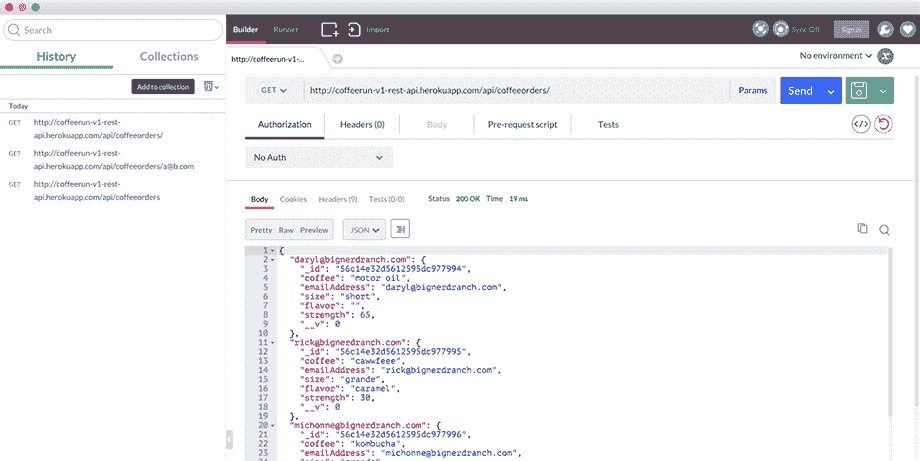 Search
History Collections
Add to collection
Today
GET http://coffeerun-v1-rest-
api.herokuapp.com/api/coffeeorders/
GET http://coffeerun-v1-rest-
api.herokuapp.com/api/coffeeorders/a@b.com
GET http://coffeerun-v1-rest-
api.herokuapp.com/api/coffeeorders
Builder Runner Import Sync Off Sign in
http://coffeerun-v1-... No environment
GET http://coffeerun-v1-rest-api.herokuapp.com/api/coffeeorders/ Params Send
Authorization Headers (0) Body Pre-request script Tests
No Auth
Body Cookies Headers (9) Tests (0/0) Status 200 OK Time 19 ms
Pretty Raw Preview JSON
1 {
2 "daryl@bignerdranch.com": {
3 "_id": "56c14e32d5612595dc977994",
4 "coffee": "motor oil",
5 "emailAddress": "daryl@bignerdranch.com",
6 "size": "short",
7 "flavor": "",
8 "strength": 65,
9 "__v": 0
10 },
11 "rick@bignerdranch.com": {
12 "_id": "56c14e32d5612595dc977995",
13 "coffee": "cawwfeee",
14 "emailAddress": "rick@bignerdranch.com",
15 "size": "grande",
16 "flavor": "caramel",
17 "strength": 30,
18 "__v": 0
19 },
20 "michonne@bignerdranch.com": {
21 "_id": "56c14e32d5612595dc977996",
22 "coffee": "kombucha",
23 "emailAddress": "michonne@bignerdranch.com",